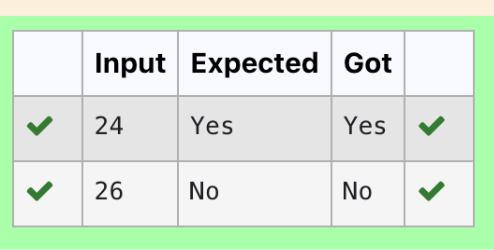 Input Expected Got
24 Yes Yes
26 No No